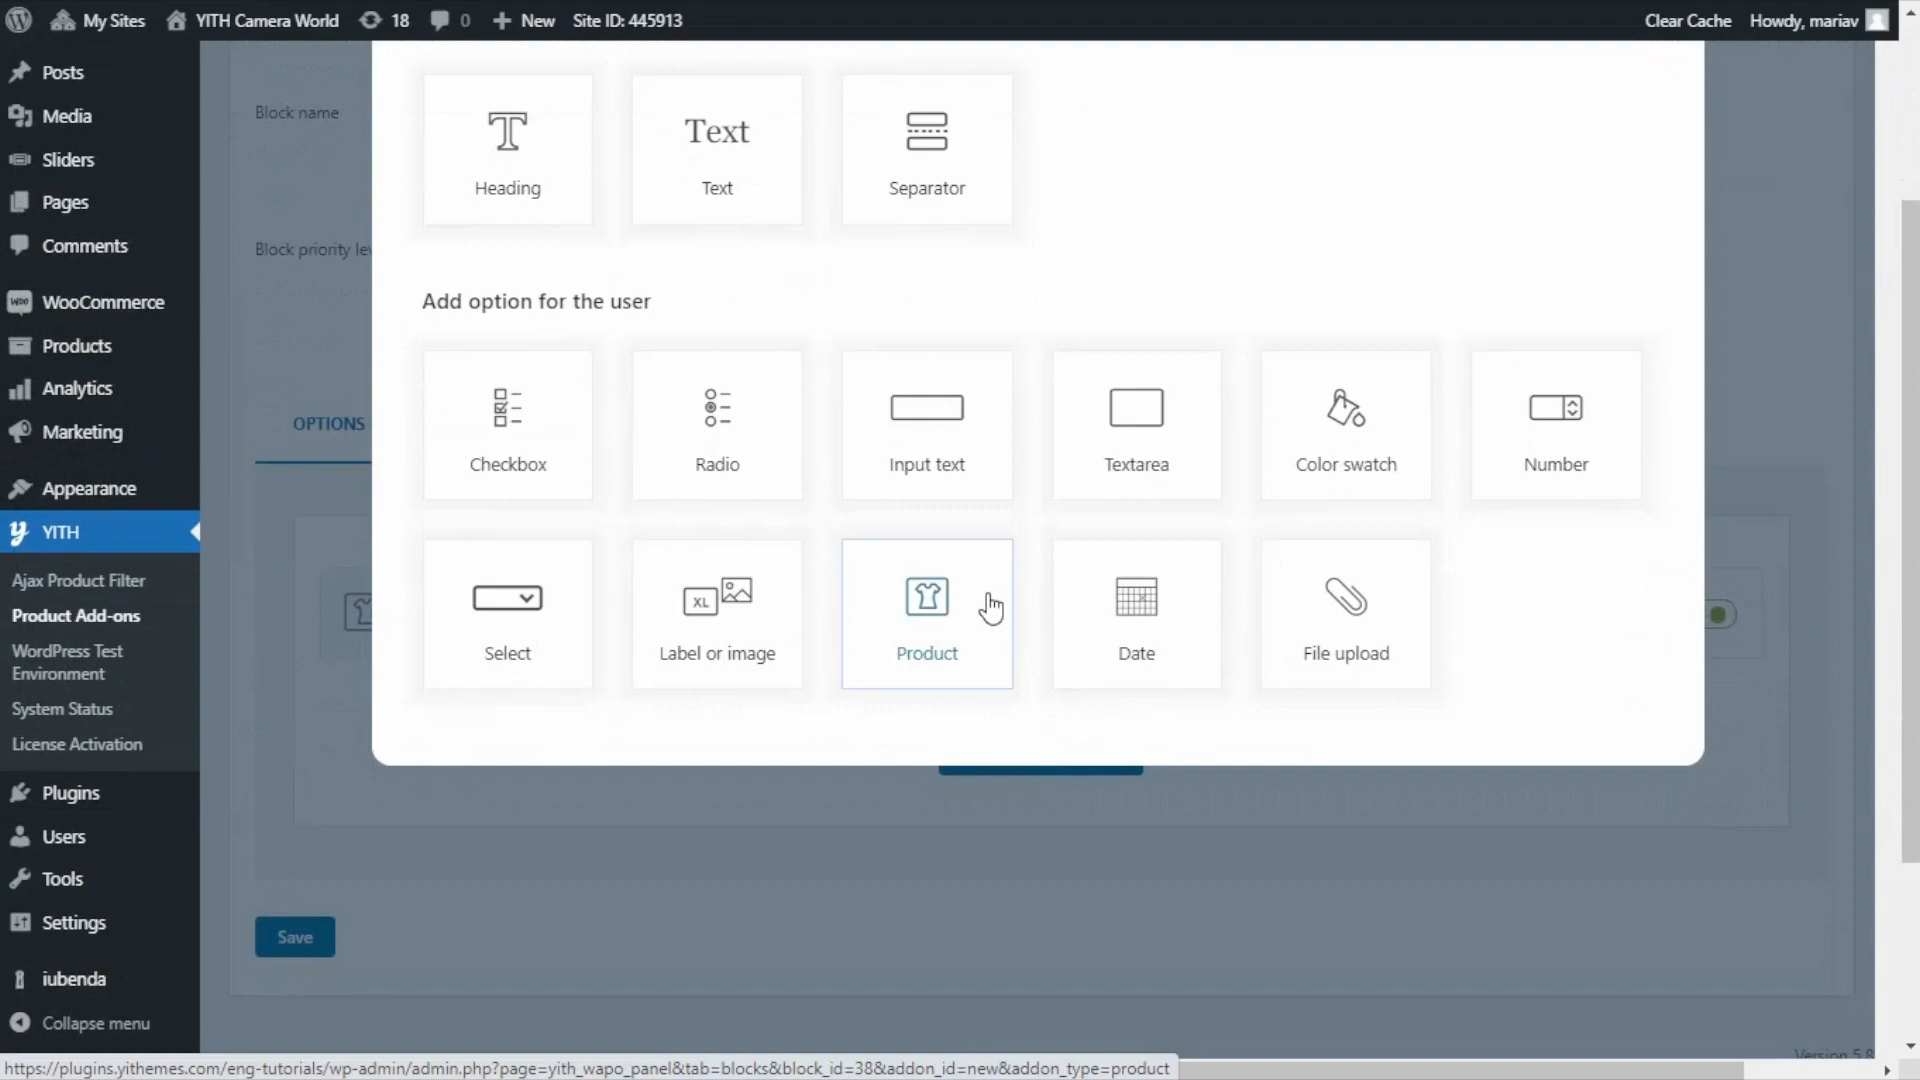 My Sites
YITH Camera World
18
0
New
Site ID: 445913
Clear Cache
Howdy, mariav
Posts
Media
Sliders
Pages
Comments
WooCommerce
Products
Analytics
Marketing
Appearance
YITH
Ajax Product Filter
Product Add-ons
WordPress Test
Environment
System Status
License Activation
Plugins
Users
Tools
Settings
iubenda
Collapse menu
Block name
Block priority lev
OPTIONS
Text
Heading
Text
Separator
Add option for the user
Checkbox
Radio
Input text
Textarea
Color swatch
Number
XL
Select
Label or image
Product
Date
File upload
Save
Version 5.8
https://plugins.yithemes.com/eng-tutorials/wp-admin/admin.php?page=yith_wapo_panel&tab=blocks&block_id=38&addon_id=new&addon_type=product